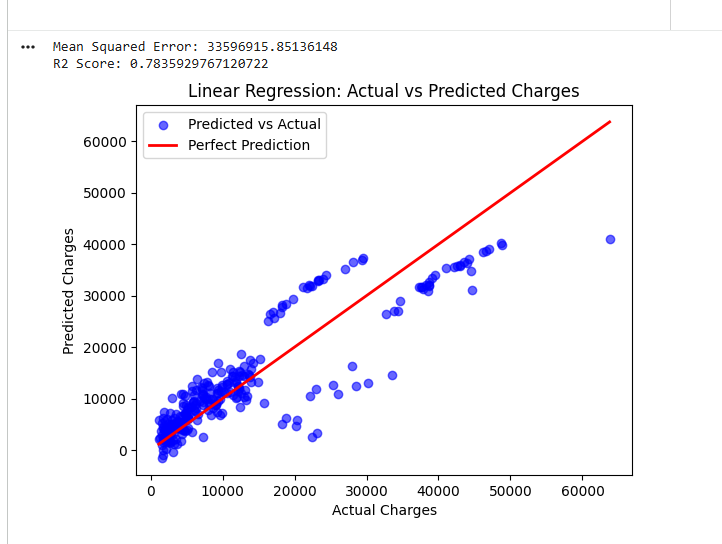 Mean Squared Error: 33596915.85136148
R2 Score: 0.7835929767120722
Linear Regression: Actual vs Predicted Charges
Predicted vs Actual
Perfect Prediction
Predicted Charges
60000
50000
40000
30000
20000
10000
0
0 10000 20000 30000 40000 50000 60000
Actual Charges